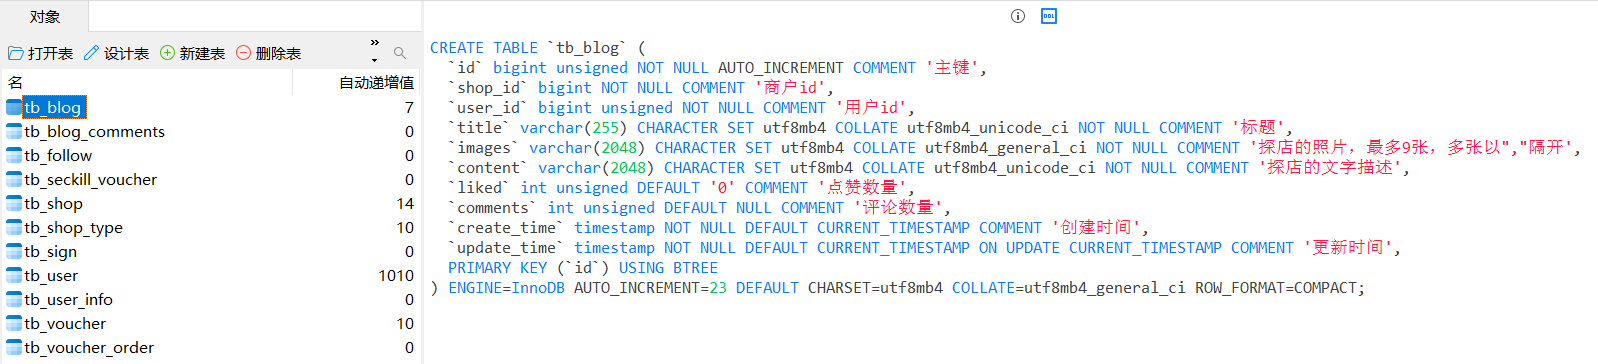 对象
打开表 设计表 新建表 删除表 »
名 自动递增值
tb_blog 7
tb_blog_comments 0
tb_follow 0
tb_seckill_voucher 0
tb_shop 14
tb_shop_type 10
tb_sign 0
tb_user 1010
tb_user_info 0
tb_voucher 10
tb_voucher_order 0
DDL
CREATE TABLE `tb_blog` (
  `id` bigint unsigned NOT NULL AUTO_INCREMENT COMMENT '主键',
  `shop_id` bigint NOT NULL COMMENT '商户id',
  `user_id` bigint unsigned NOT NULL COMMENT '用户id',
  `title` varchar(255) CHARACTER SET utf8mb4 COLLATE utf8mb4_unicode_ci NOT NULL COMMENT '标题',
  `images` varchar(2048) CHARACTER SET utf8mb4 COLLATE utf8mb4_general_ci NOT NULL COMMENT '探店的照片，最多9张，多张以","隔开',
  `content` varchar(2048) CHARACTER SET utf8mb4 COLLATE utf8mb4_unicode_ci NOT NULL COMMENT '探店的文字描述',
  `liked` int unsigned DEFAULT '0' COMMENT '点赞数量',
  `comments` int unsigned DEFAULT NULL COMMENT '评论数量',
  `create_time` timestamp NOT NULL DEFAULT CURRENT_TIMESTAMP COMMENT '创建时间',
  `update_time` timestamp NOT NULL DEFAULT CURRENT_TIMESTAMP ON UPDATE CURRENT_TIMESTAMP COMMENT '更新时间',
  PRIMARY KEY (`id`) USING BTREE
) ENGINE=InnoDB AUTO_INCREMENT=23 DEFAULT CHARSET=utf8mb4 COLLATE=utf8mb4_general_ci ROW_FORMAT=COMPACT;